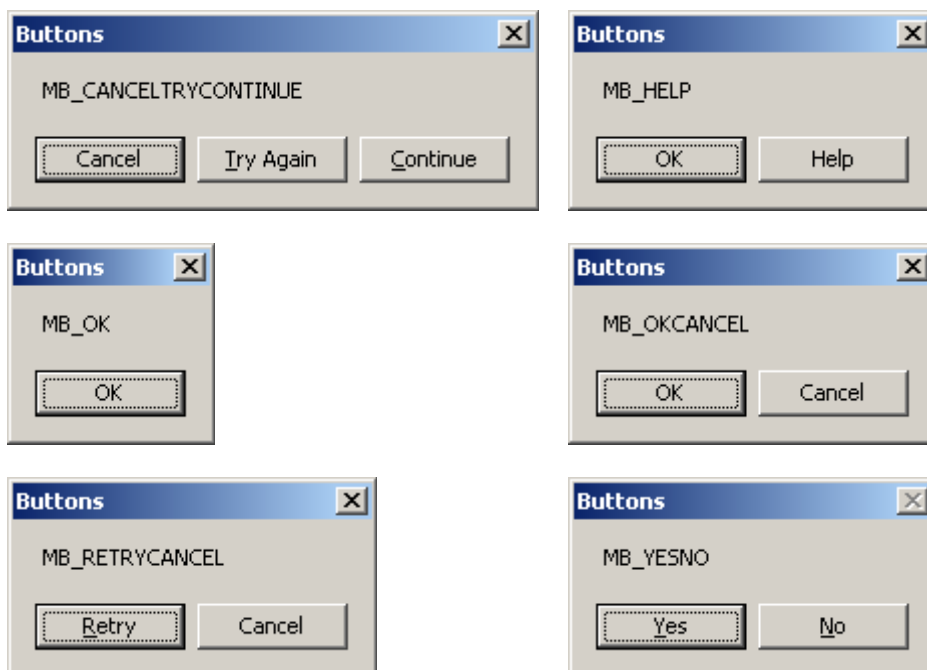 Buttons
MB_CANCELTRYCONTINUE
Cancel Try Again Continue
Buttons
MB_HELP
OK Help
Buttons
MB_OK
OK
Buttons
MB_OKCANCEL
OK Cancel
Buttons
MB_RETRYCANCEL
Retry Cancel
Buttons
MB_YESNO
Yes No